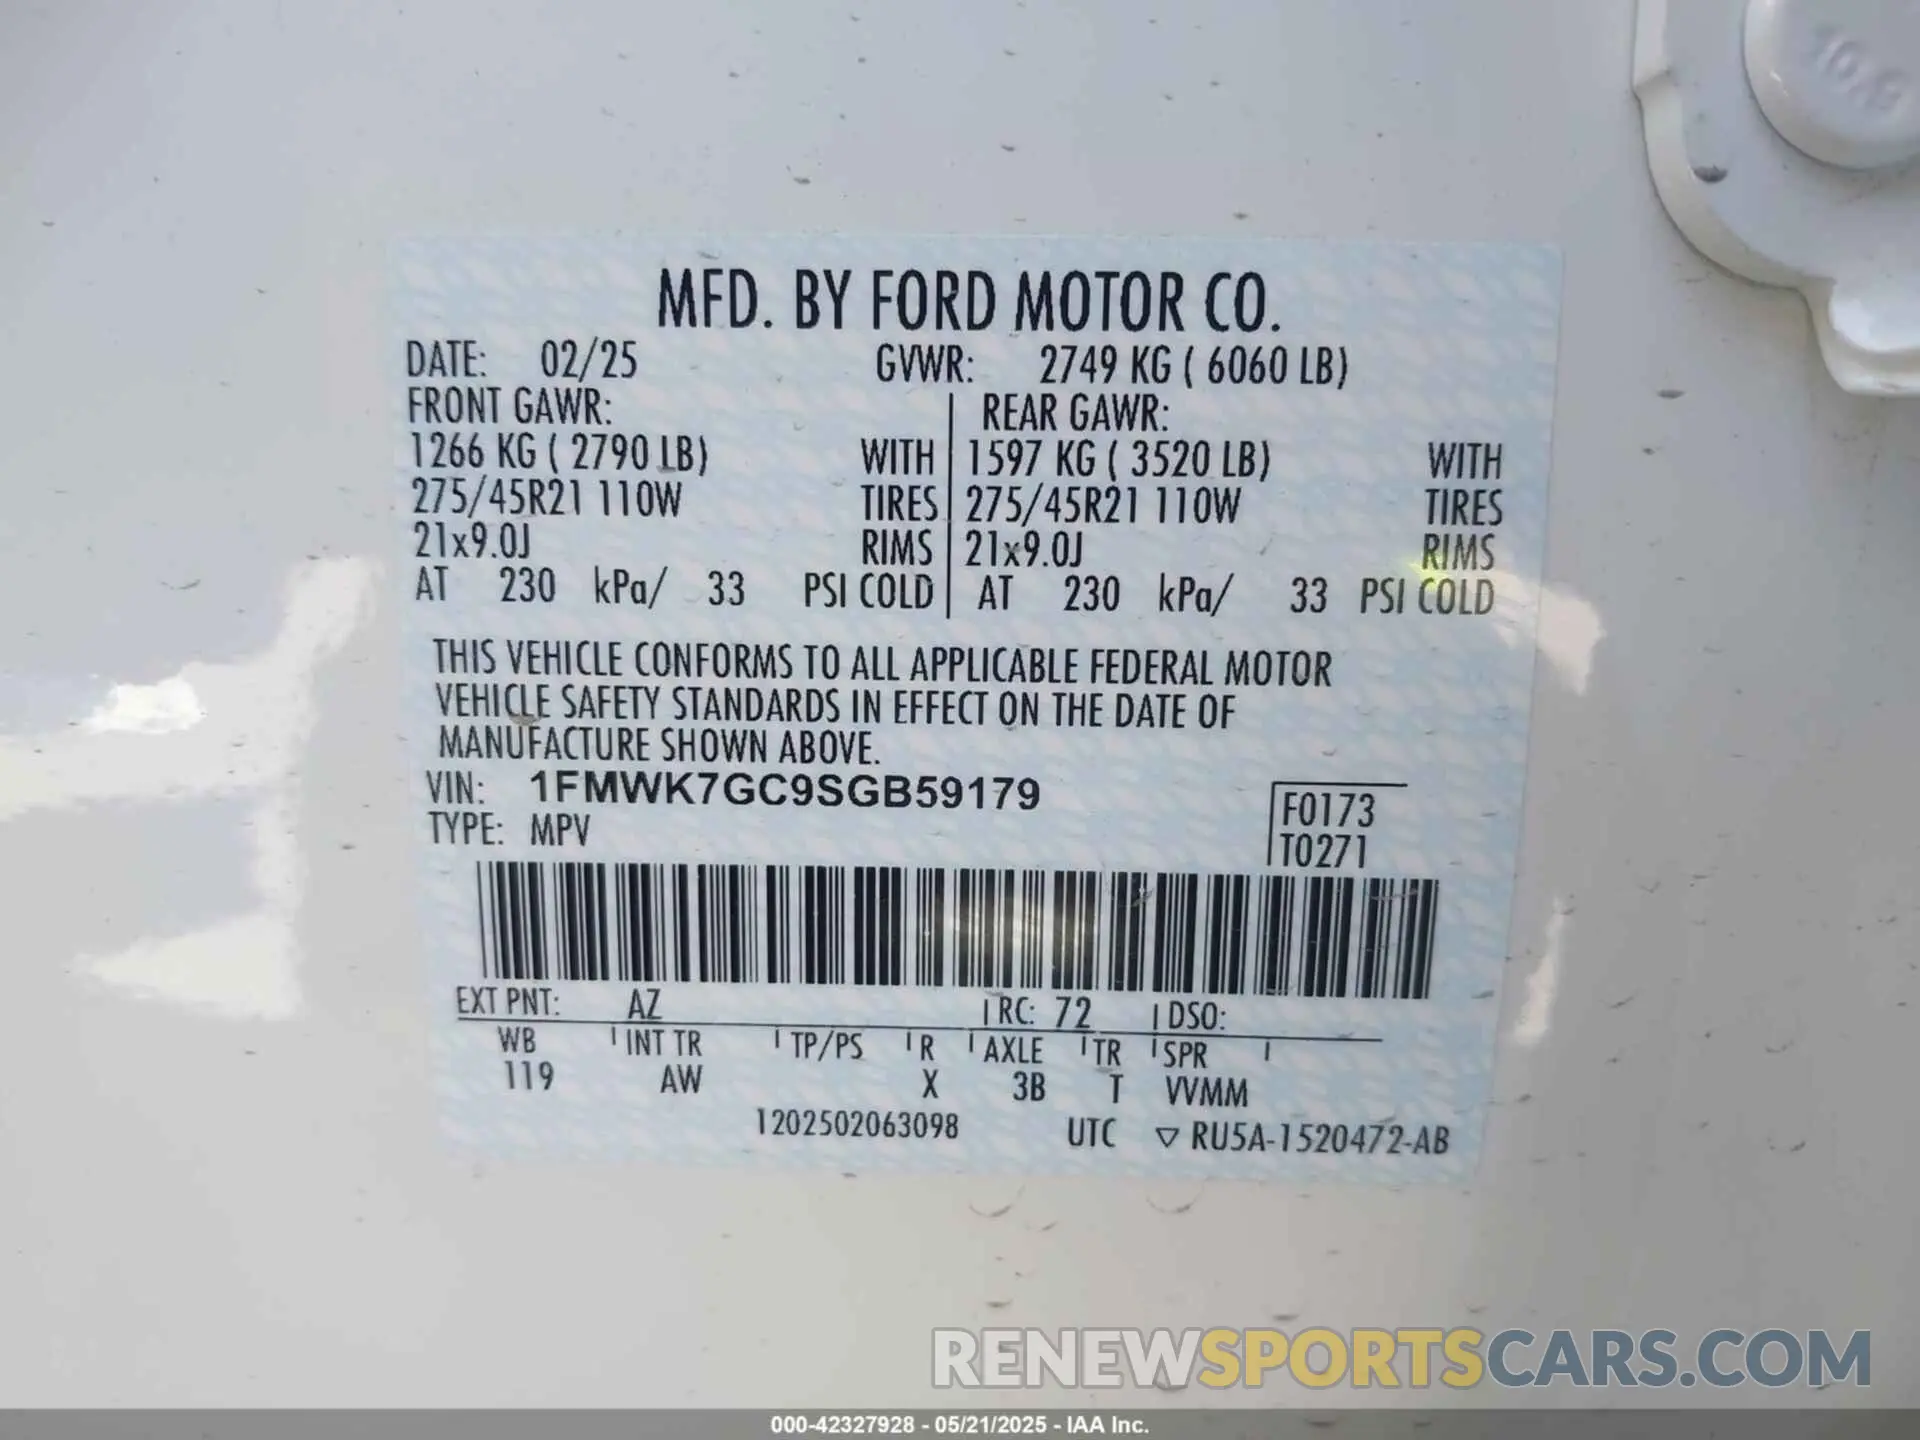 10.9
MFD. BY FORD MOTOR CO.
DATE: 02/25 GVWR: 2749 KG ( 6060 LB)
FRONT GAWR: REAR GAWR:
1266 KG ( 2790 LB) WITH 1597 KG ( 3520 LB) WITH
275/45R21 110W TIRES 275/45R21 110W TIRES
21x9.0J RIMS 21x9.0J RIMS
AT 230 kPa/ 33 PSI COLD AT 230 kPa/ 33 PSI COLD
THIS VEHICLE CONFORMS TO ALL APPLICABLE FEDERAL MOTOR
VEHICLE SAFETY STANDARDS IN EFFECT ON THE DATE OF
MANUFACTURE SHOWN ABOVE.
VIN: 1FMWK7GC9SGB59179 F0173
TYPE: MPV T0271
EXT PNT: AZ RC: 72 DSO:
WB INT TR TP/PS R AXLE TR SPR
119 AW X 3B T VVMM
1202502063098 UTC ▽ RU5A-1520472-AB
RENEWSPORTSCARS.COM
000-42327928 - 05/21/2025 - IAA Inc.